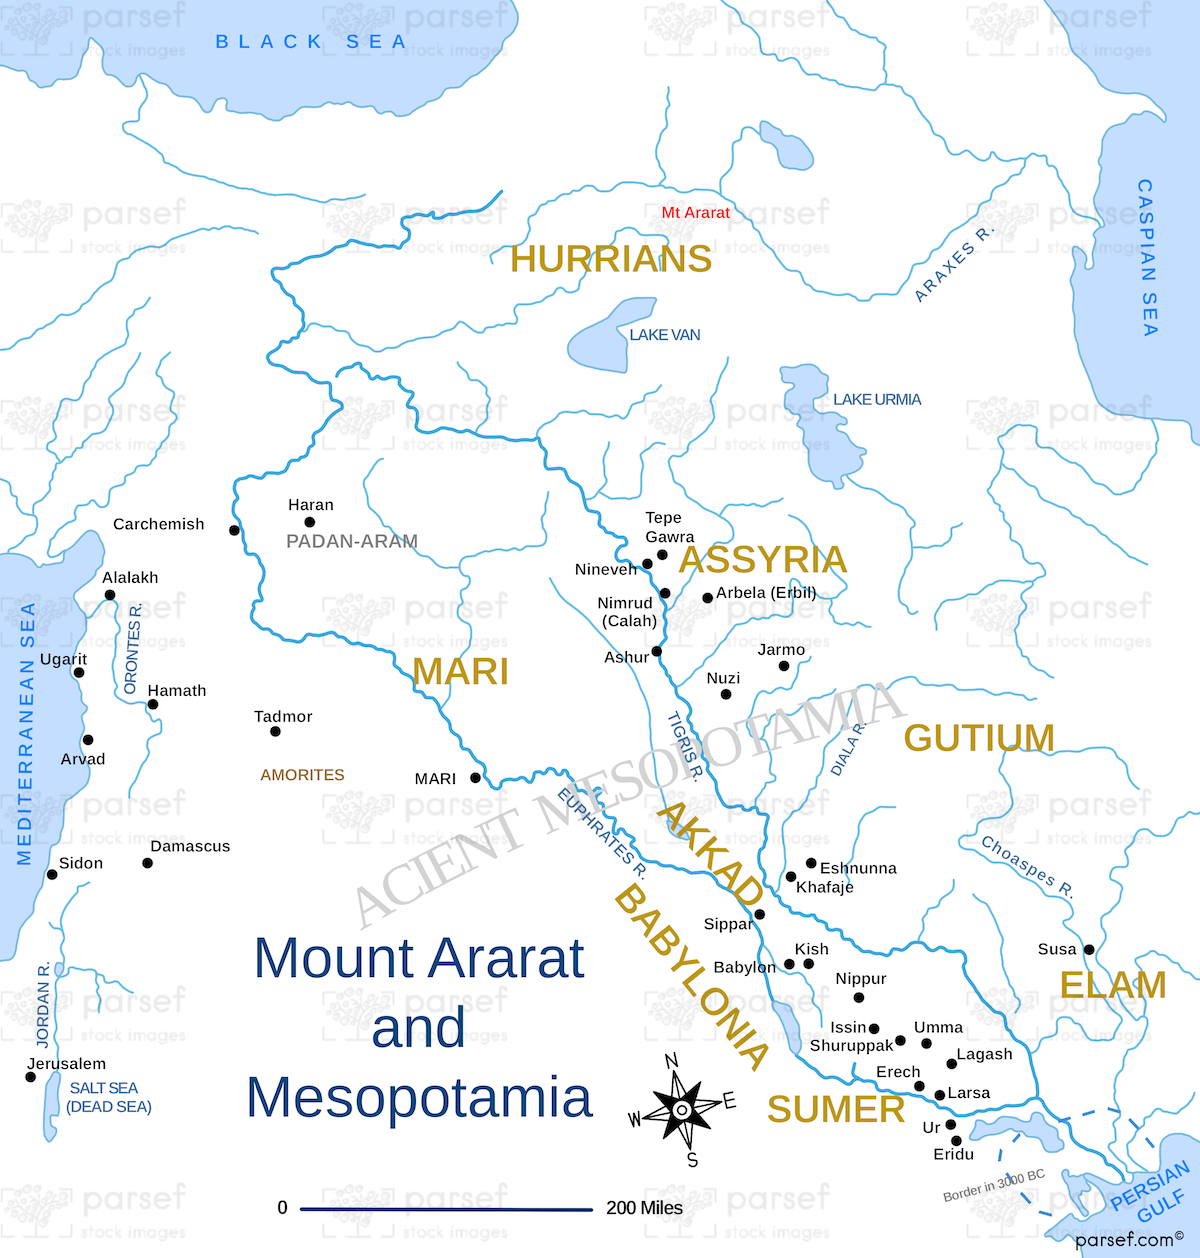 BLACK SEA
CASPIAN SEA
Mt Ararat
HURRIANS
ARAXES R.
LAKE VAN
LAKE URMIA
Haran
PADAN-ARAM
Carchemish
Tepe
Gawra
ASSYRIA
Nineveh
Arbela (Erbil)
Nimrud
(Calah)
Alalakh
ORONTES R.
MEDITERRANEAN SEA
Ugarit
Hamath
Ashur
Jarmo
Nuzi
MARI
Tadmor
Arvad
AMORITES
MARI
TIGRIS R.
DIALA R.
GUTIUM
ACIENT MESOPOTAMIA
EUPHRATES R.
AKKAD
Damascus
Sidon
Eshnunna
Khafaje
Choaspes R.
BABYLONIA
Sippar
Kish
Babylon
Nippur
Susa
ELAM
Mount Ararat
and
Mesopotamia
JORDAN R.
Jerusalem
SALT SEA
(DEAD SEA)
Issin
Umma
Shuruppak
Lagash
Erech
Larsa
SUMER
Ur
Eridu
N
W
E
S
Border in 3000 BC
PERSIAN
GULF
0
200 Miles
parsef.com©
parsef
stock images